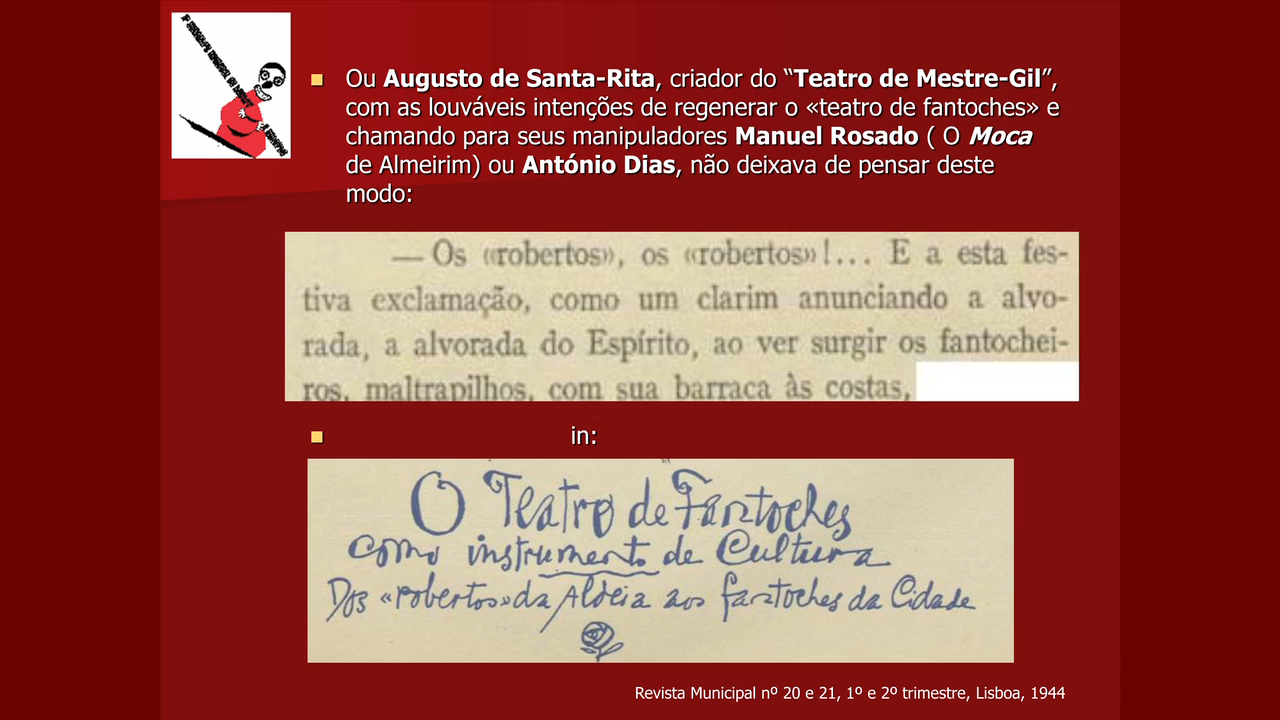 Ou Augusto de Santa-Rita, criador do “Teatro de Mestre-Gil”,
com as louváveis intenções de regenerar o «teatro de fantoches» e
chamando para seus manipuladores Manuel Rosado ( O Moca
de Almeirim) ou António Dias, não deixava de pensar deste
modo:
— Os «robertos», os «robertos»!... E a esta fes-
tiva exclamação, como um clarim anunciando a alvo-
rada, a alvorada do Espírito, ao ver surgir os fantochei-
ros, maltrapilhos, com sua barraca às costas,
in:
O Teatro de Fantoches
como instrumento de Cultura
Dos «robertos» da Aldeia aos fantoches da Cidade
Revista Municipal nº 20 e 21, 1º e 2º trimestre, Lisboa, 1944